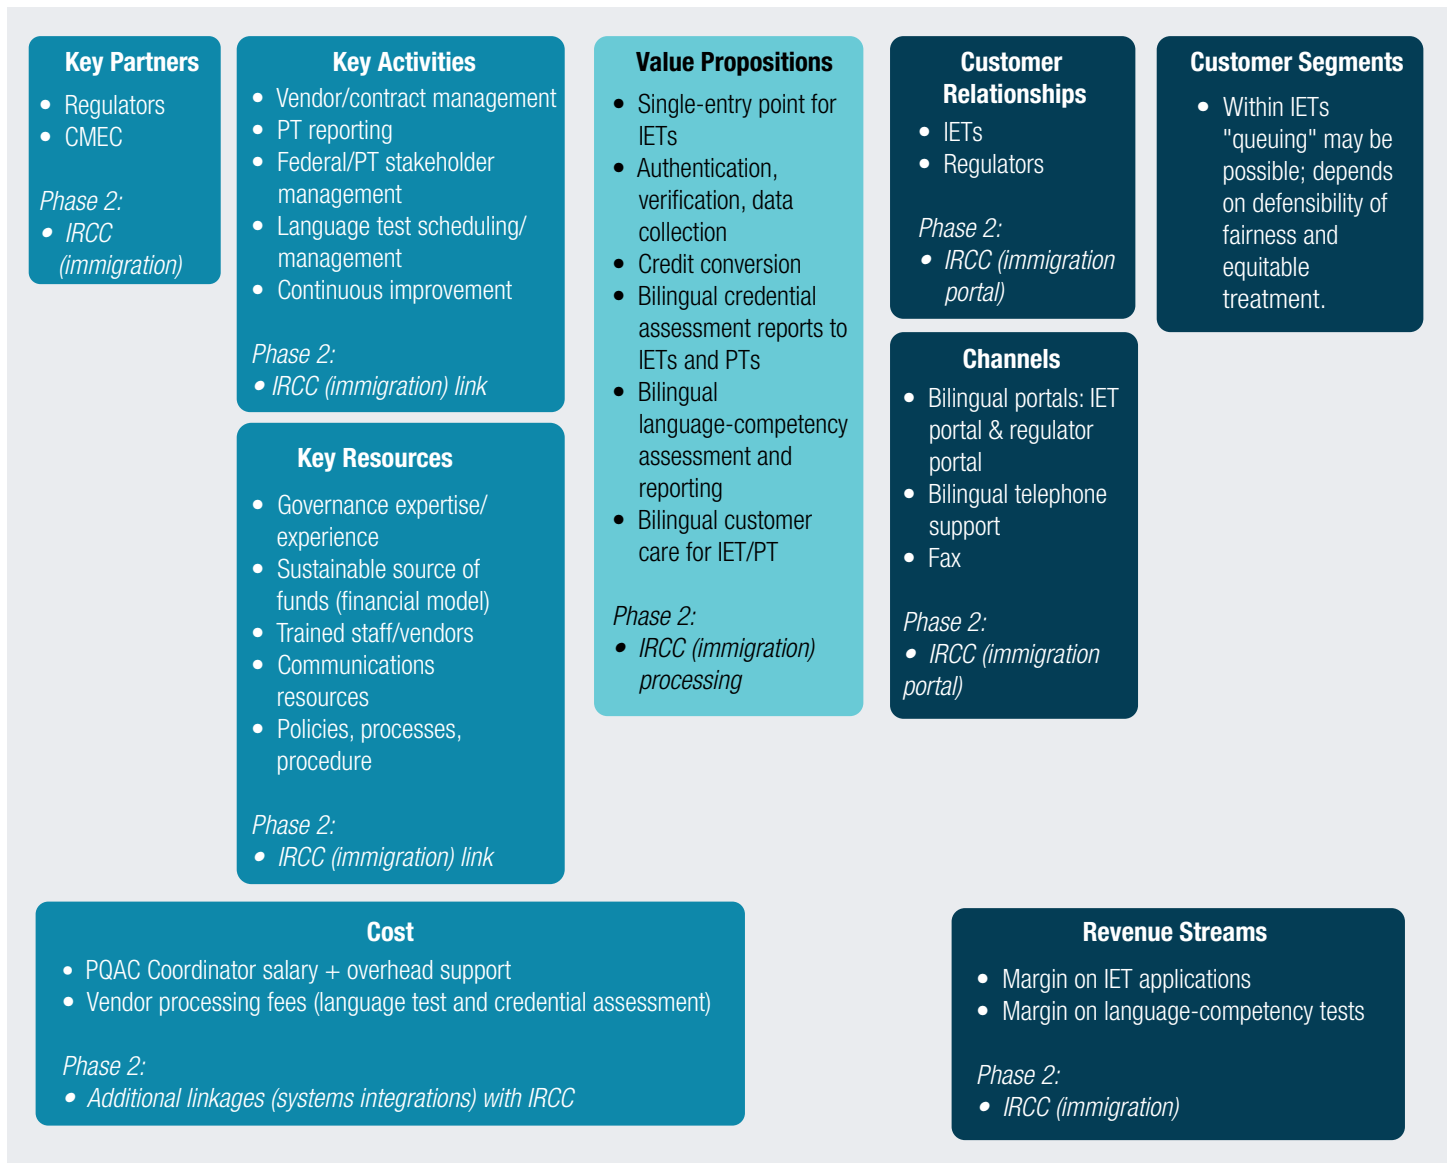 Key Partners
• Regulators
• CMEC
Phase 2:
• IRCC
(immigration)
Key Activities
• Vendor/contract management
• PT reporting
• Federal/PT stakeholder
management
• Language test scheduling/
management
• Continuous improvement
Phase 2:
• IRCC (immigration) link
Key Resources
• Governance expertise/
experience
• Sustainable source of
funds (financial model)
• Trained staff/vendors
• Communications
resources
• Policies, processes,
procedure
Phase 2:
• IRCC (immigration) link
Value Propositions
• Single-entry point for
IETs
• Authentication,
verification, data
collection
• Credit conversion
• Bilingual credential
assessment reports to
IETs and PTs
• Bilingual
language-competency
assessment and
reporting
• Bilingual customer
care for IET/PT
Phase 2:
• IRCC (immigration)
processing
Customer
Relationships
• IETs
• Regulators
Phase 2:
• IRCC (immigration
portal)
Channels
• Bilingual portals: IET
portal & regulator
portal
• Bilingual telephone
support
• Fax
Phase 2:
• IRCC (immigration
portal)
Customer Segments
• Within IETs
"queuing" may be
possible; depends
on defensibility of
fairness and
equitable
treatment.
Cost
• PQAC Coordinator salary + overhead support
• Vendor processing fees (language test and credential assessment)
Phase 2:
• Additional linkages (systems integrations) with IRCC
Revenue Streams
• Margin on IET applications
• Margin on language-competency tests
Phase 2:
• IRCC (immigration)